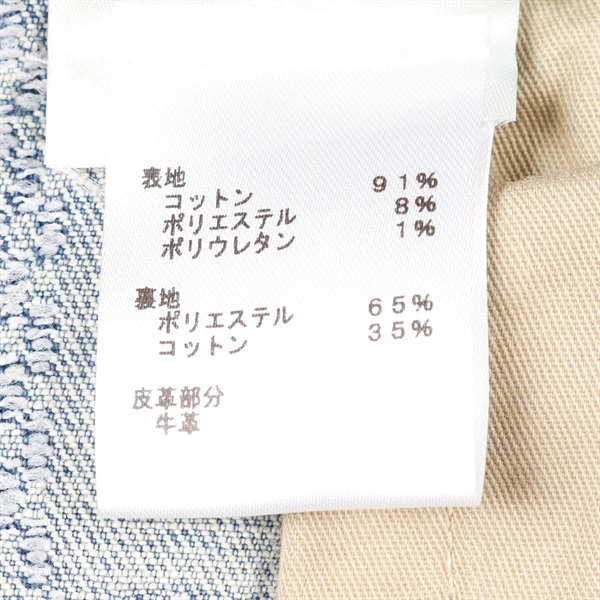 表地
コットン 91%
ポリエステル 8%
ポリウレタン 1%
裏地
ポリエステル 65%
コットン 35%
皮革部分
牛革